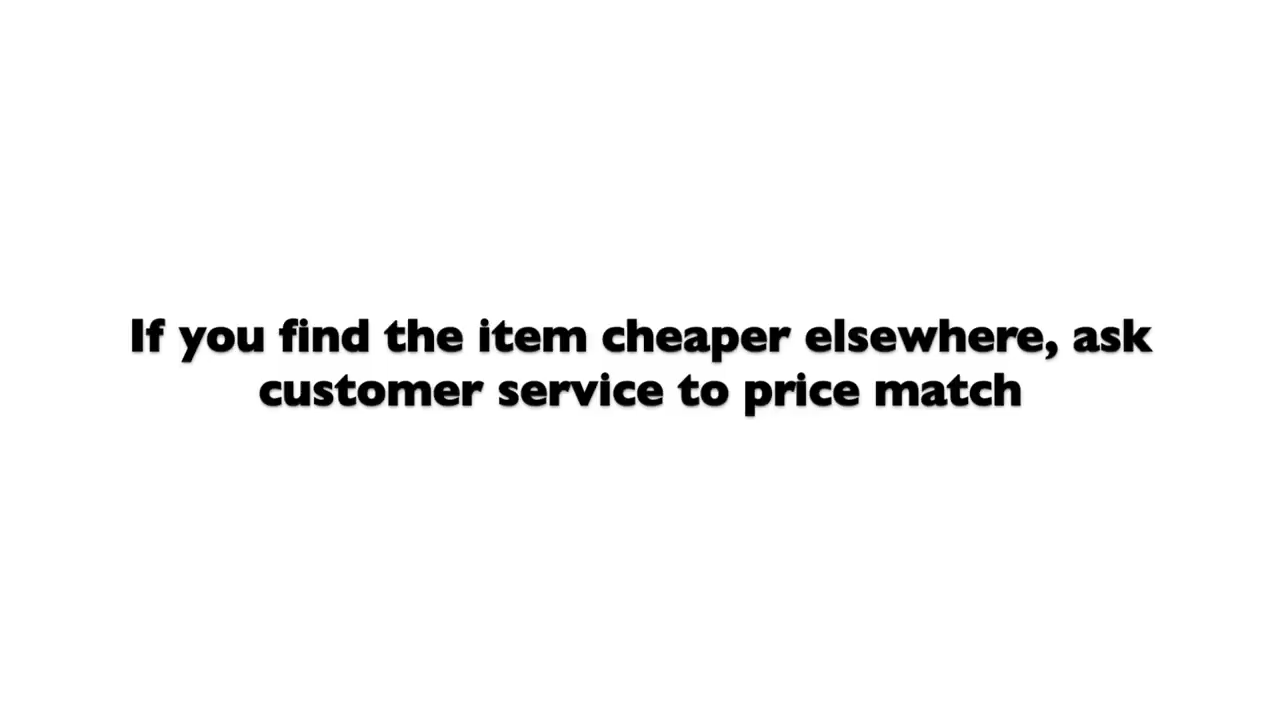 If you find the item cheaper elsewhere, ask
customer service to price match